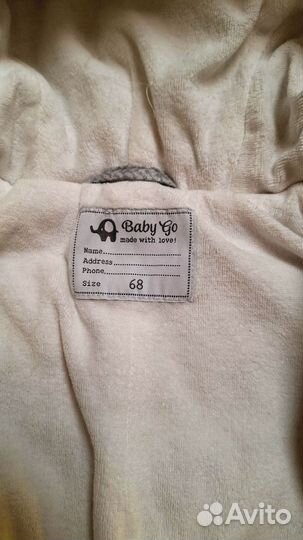 Baby Go
made with love!
Name
Address
Phone
Size 68
Avito